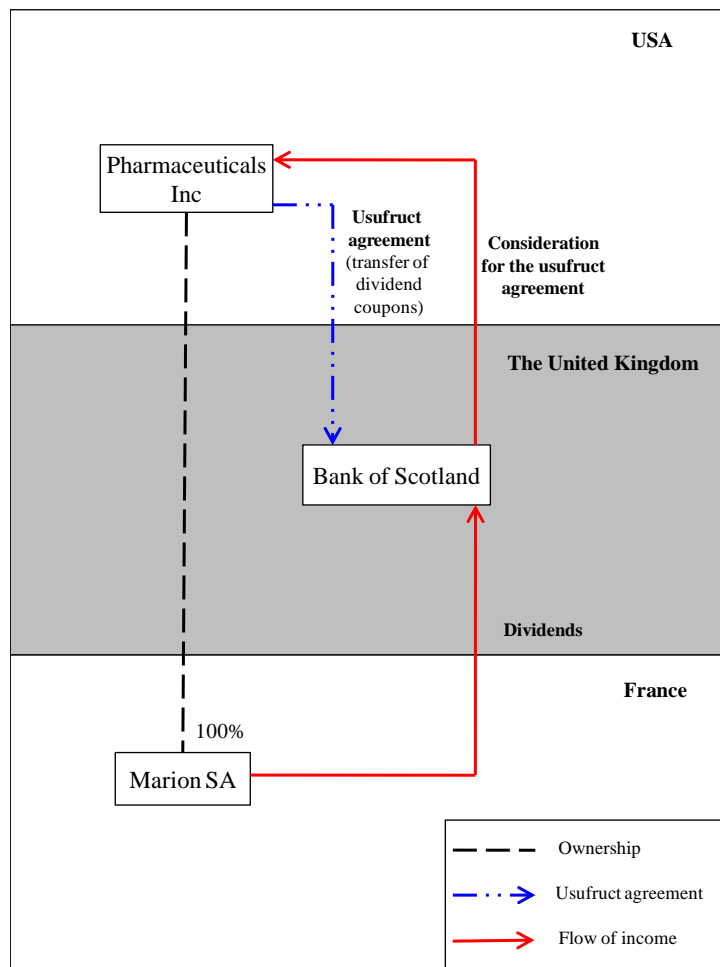 USA
Pharmaceuticals
Inc
Usufruct
agreement
(transfer of
dividend
coupons)
Consideration
for the usufruct
agreement
The United Kingdom
Bank of Scotland
Dividends
France
100%
Marion SA
Ownership
Usufruct agreement
Flow of income